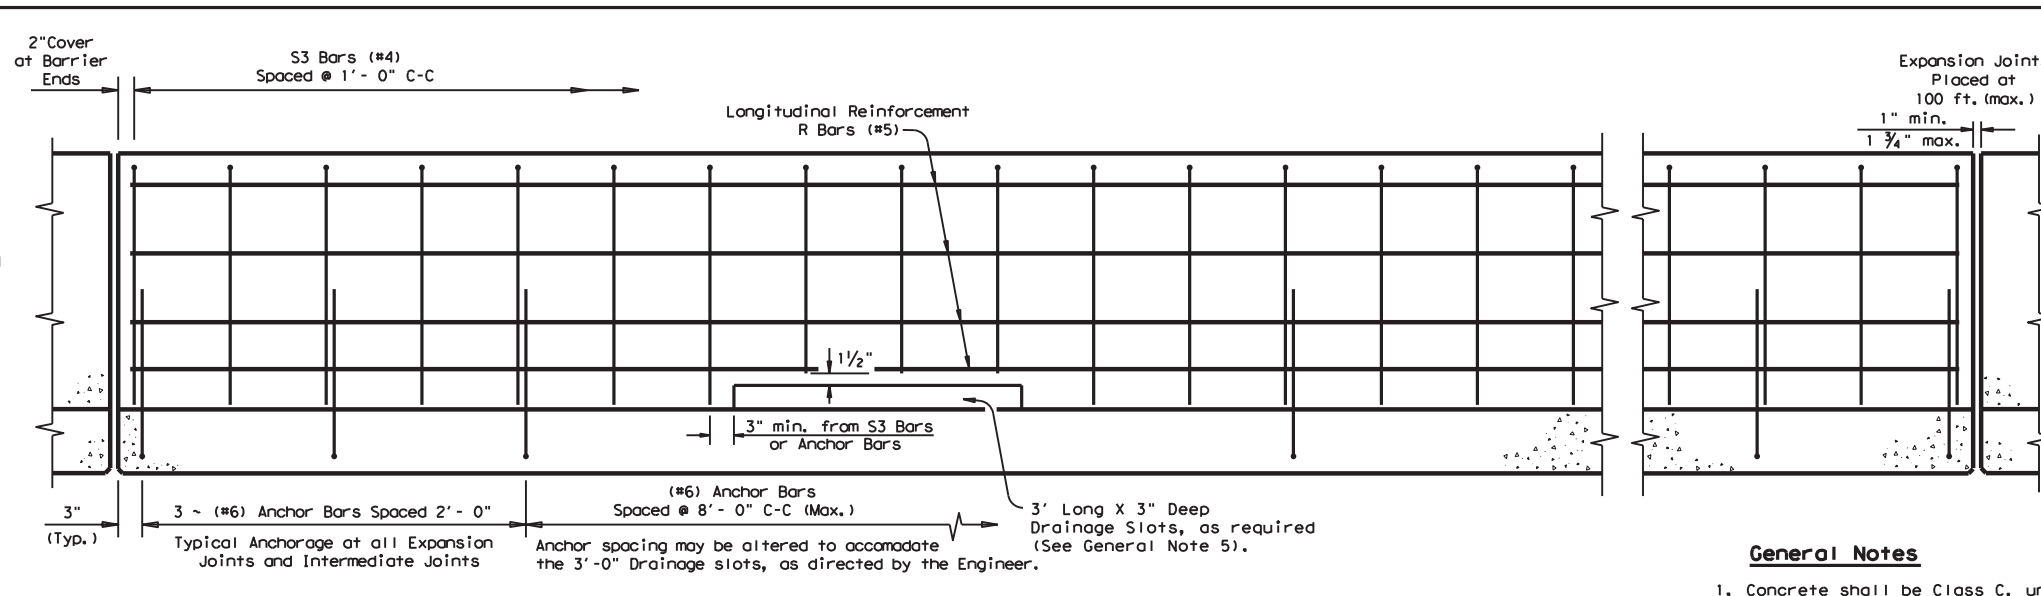 2"Cover
at Barrier
Ends
S3 Bars (#4)
Spaced @ 1'- 0" C-C
Longitudinal Reinforcement
R Bars (#5)
Expansion Joint
Placed at
100 ft. (max.)
1" min.
1 3/4" max.
1 1/2"
3" min. from S3 Bars
or Anchor Bars
3"
(Typ.)
3 ~ (#6) Anchor Bars Spaced 2'- 0"
Typical Anchorage at all Expansion
Joints and Intermediate Joints
(#6) Anchor Bars
Spaced @ 8'- 0" C-C (Max.)
Anchor spacing may be altered to accomadate
the 3'-0" Drainage slots, as directed by the Engineer.
3' Long X 3" Deep
Drainage Slots, as required
(See General Note 5).
General Notes
1. Concrete shall be Class C,